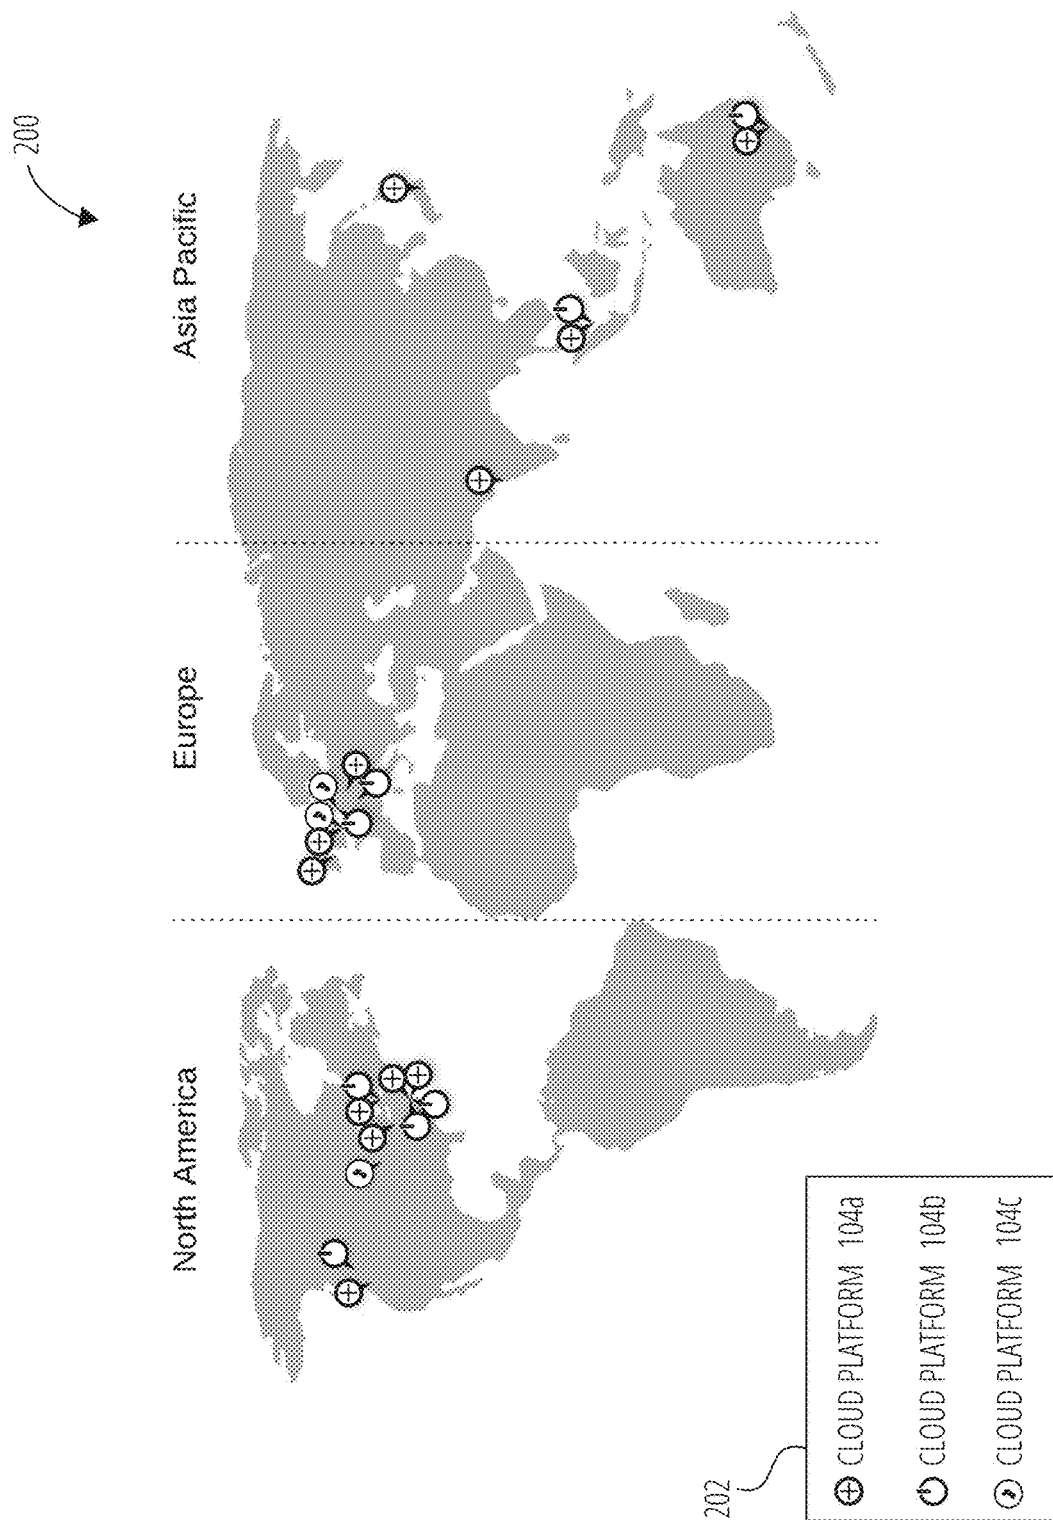 200
North America
Europe
Asia Pacific
202
CLOUD PLATFORM 104a
CLOUD PLATFORM 104b
CLOUD PLATFORM 104c